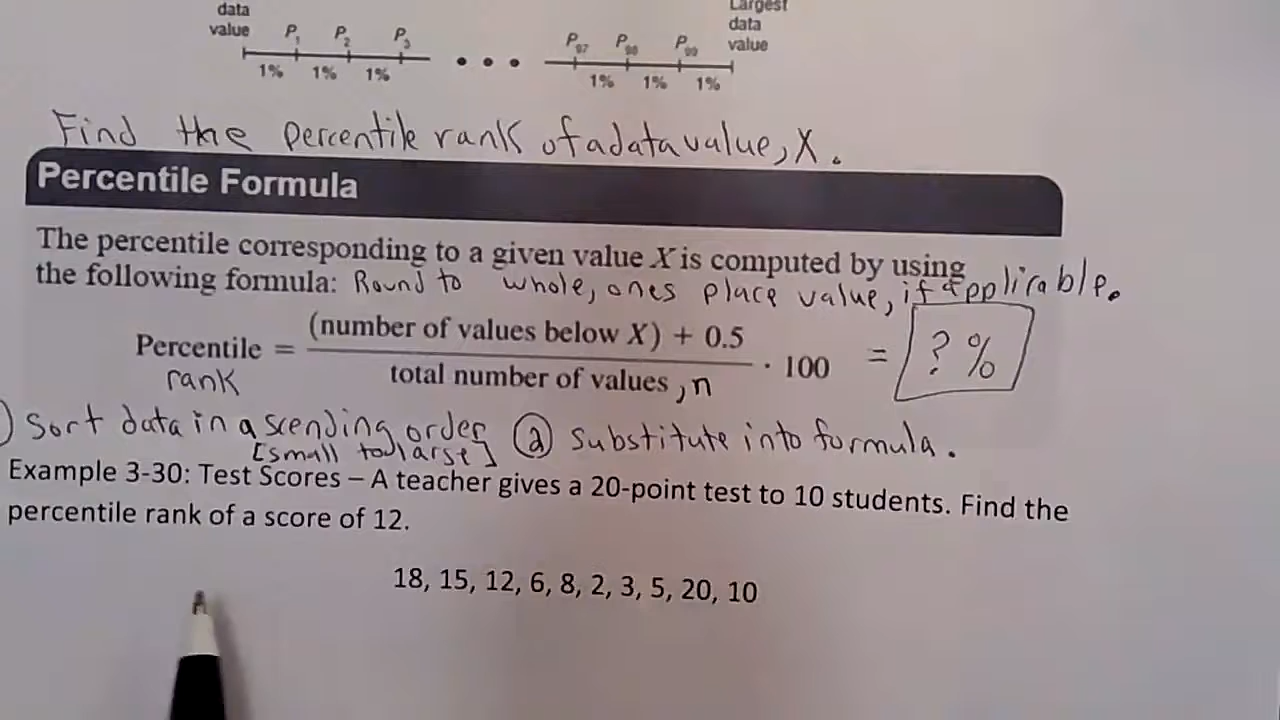 data
value P1 P2 P3
1% 1% 1%
Largest
data
value
P97 P98 P99
1% 1% 1%
Find the percentile rank of a data value, X.
Percentile Formula
The percentile corresponding to a given value X is computed by using
the following formula: Round to whole, ones place value, if applicable.
Percentile rank = (number of values below X) + 0.5 / total number of values, n · 100 = ? %
) Sort data in ascending order ② Substitute into formula.
[small to large]
Example 3-30: Test Scores – A teacher gives a 20-point test to 10 students. Find the
percentile rank of a score of 12.
18, 15, 12, 6, 8, 2, 3, 5, 20, 10